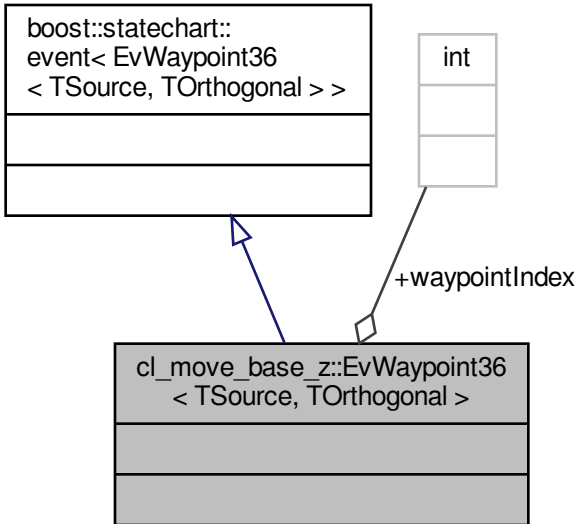 boost::statechart::
event< EvWaypoint36
< TSource, TOrthogonal > >
int
+waypointIndex
cl_move_base_z::EvWaypoint36
< TSource, TOrthogonal >